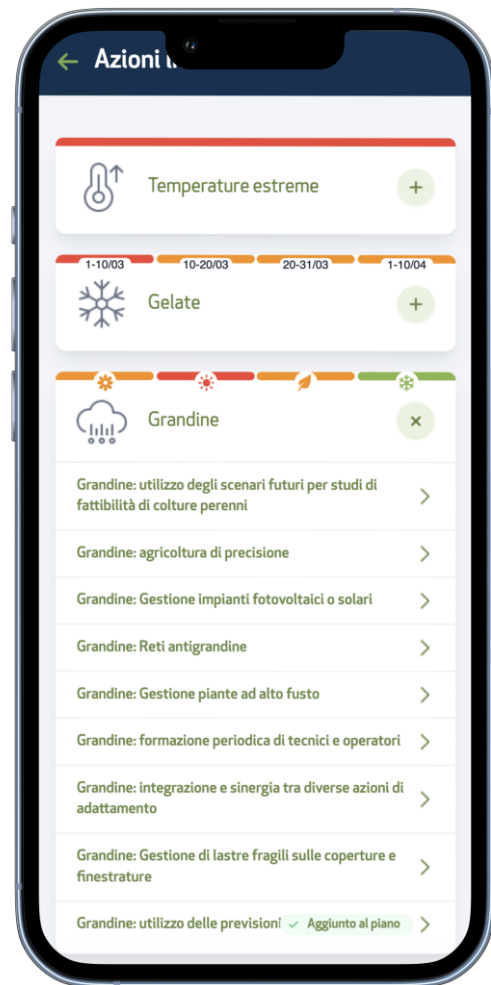 Azioni
Temperature estreme
1-10/03 10-20/03 20-31/03 1-10/04
Gelate
Grandine
Grandine: utilizzo degli scenari futuri per studi di
fattibilità di colture perenni
Grandine: agricoltura di precisione
Grandine: Gestione impianti fotovoltaici o solari
Grandine: Reti antigrandine
Grandine: Gestione piante ad alto fusto
Grandine: formazione periodica di tecnici e operatori
Grandine: integrazione e sinergia tra diverse azioni di
adattamento
Grandine: Gestione di lastre fragili sulle coperture e
finestrature
Grandine: utilizzo delle previsioni Aggiunto al piano